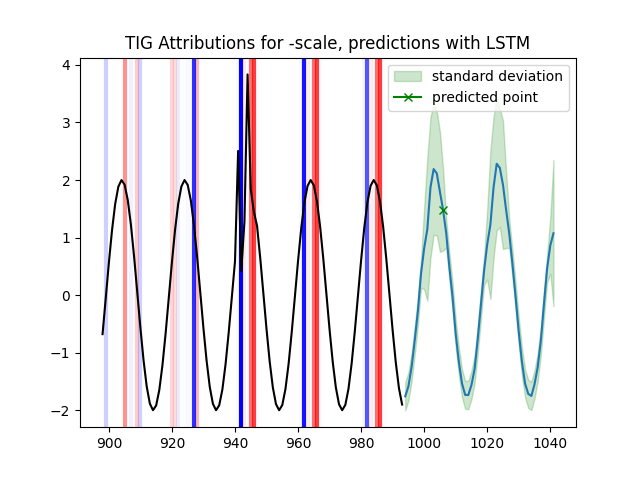 TIG Attributions for -scale, predictions with LSTM
standard deviation
predicted point
4
3
2
1
0
−1
−2
900 920 940 960 980 1000 1020 1040